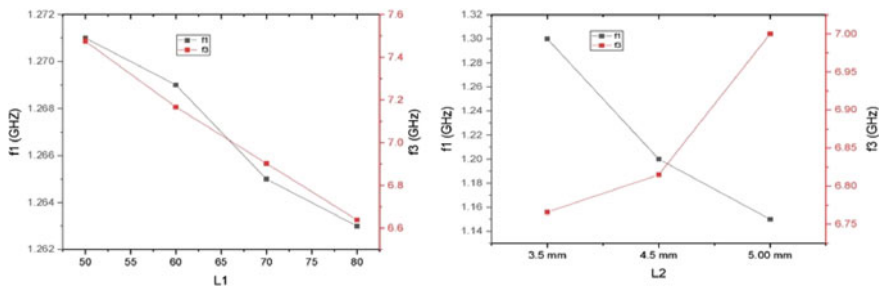 f1
f3
1.272
1.270
1.268
1.266
1.264
1.262
f1 (GHZ)
50
55
60
65
70
75
80
L1
7.6
7.4
7.2
7.0
6.8
6.6
f3 (GHz)
f1
f3
1.30
1.28
1.26
1.24
1.22
1.20
1.18
1.16
1.14
f1 (GHz)
3.5 mm
4.5 mm
5.00 mm
L2
7.00
6.95
6.90
6.85
6.80
6.75
f3 (GHz)